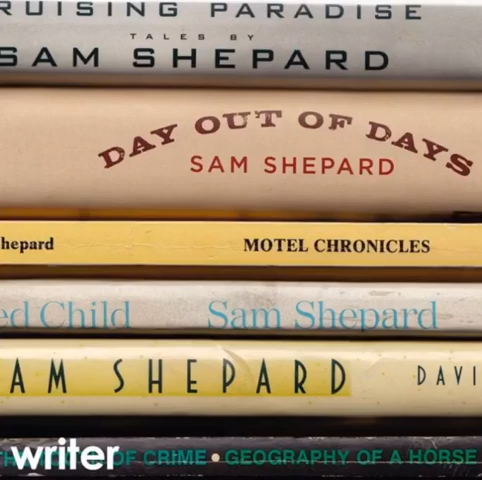 RUISING PARADISE
TALES BY
SAM SHEPARD
DAY OUT OF DAYS
SAM SHEPARD
hepard MOTEL CHRONICLES
ed Child Sam Shepard
AM SHEPARD DAVI
writer OF CRIME • GEOGRAPHY OF A HORSE